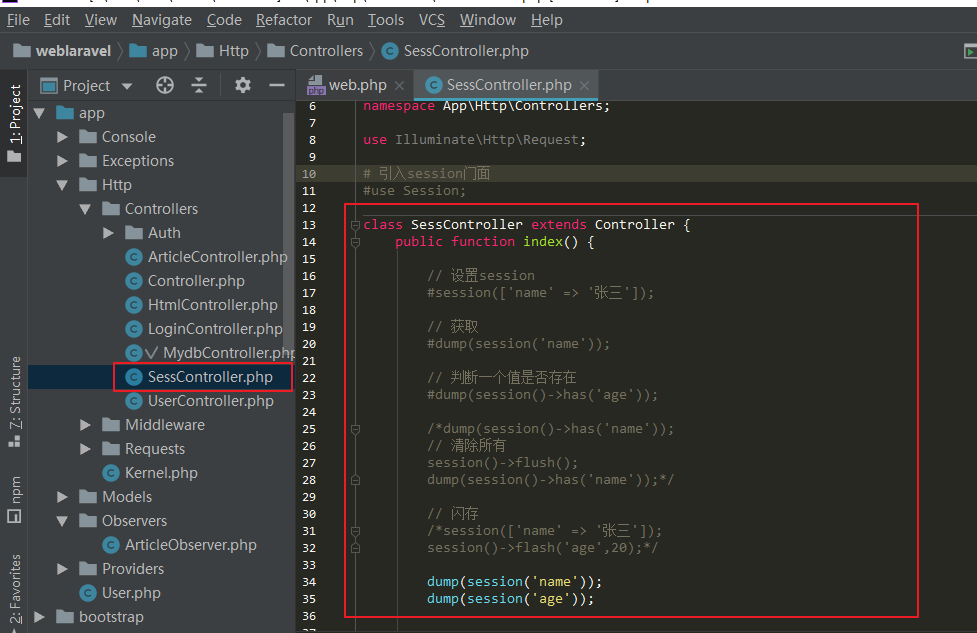 File Edit View Navigate Code Refactor Run Tools VCS Window Help
weblaravel app Http Controllers SessController.php
Project
web.php
SessController.php
1: Project
7: Structure
npm
2: Favorites
app
Console
Exceptions
Http
Controllers
Auth
ArticleController.php
Controller.php
HtmlController.php
LoginController.php
MydbController.php
SessController.php
UserController.php
Middleware
Requests
Kernel.php
Models
Observers
ArticleObserver.php
Providers
User.php
bootstrap
6 namespace App\Http\Controllers;
7
8 use Illuminate\Http\Request;
9
10 # 引入session门面
11 #use Session;
12
13 class SessController extends Controller {
14 public function index() {
15
16 // 设置session
17 #session(['name' => '张三']);
18
19 // 获取
20 #dump(session('name'));
21
22 // 判断一个值是否存在
23 #dump(session()->has('age'));
24
25 /*dump(session()->has('name'));
26 // 清除所有
27 session()->flush();
28 dump(session()->has('name'));*/
29
30 // 闪存
31 /*session(['name' => '张三']);
32 session()->flash('age',20);*/
33
34 dump(session('name'));
35 dump(session('age'));
36